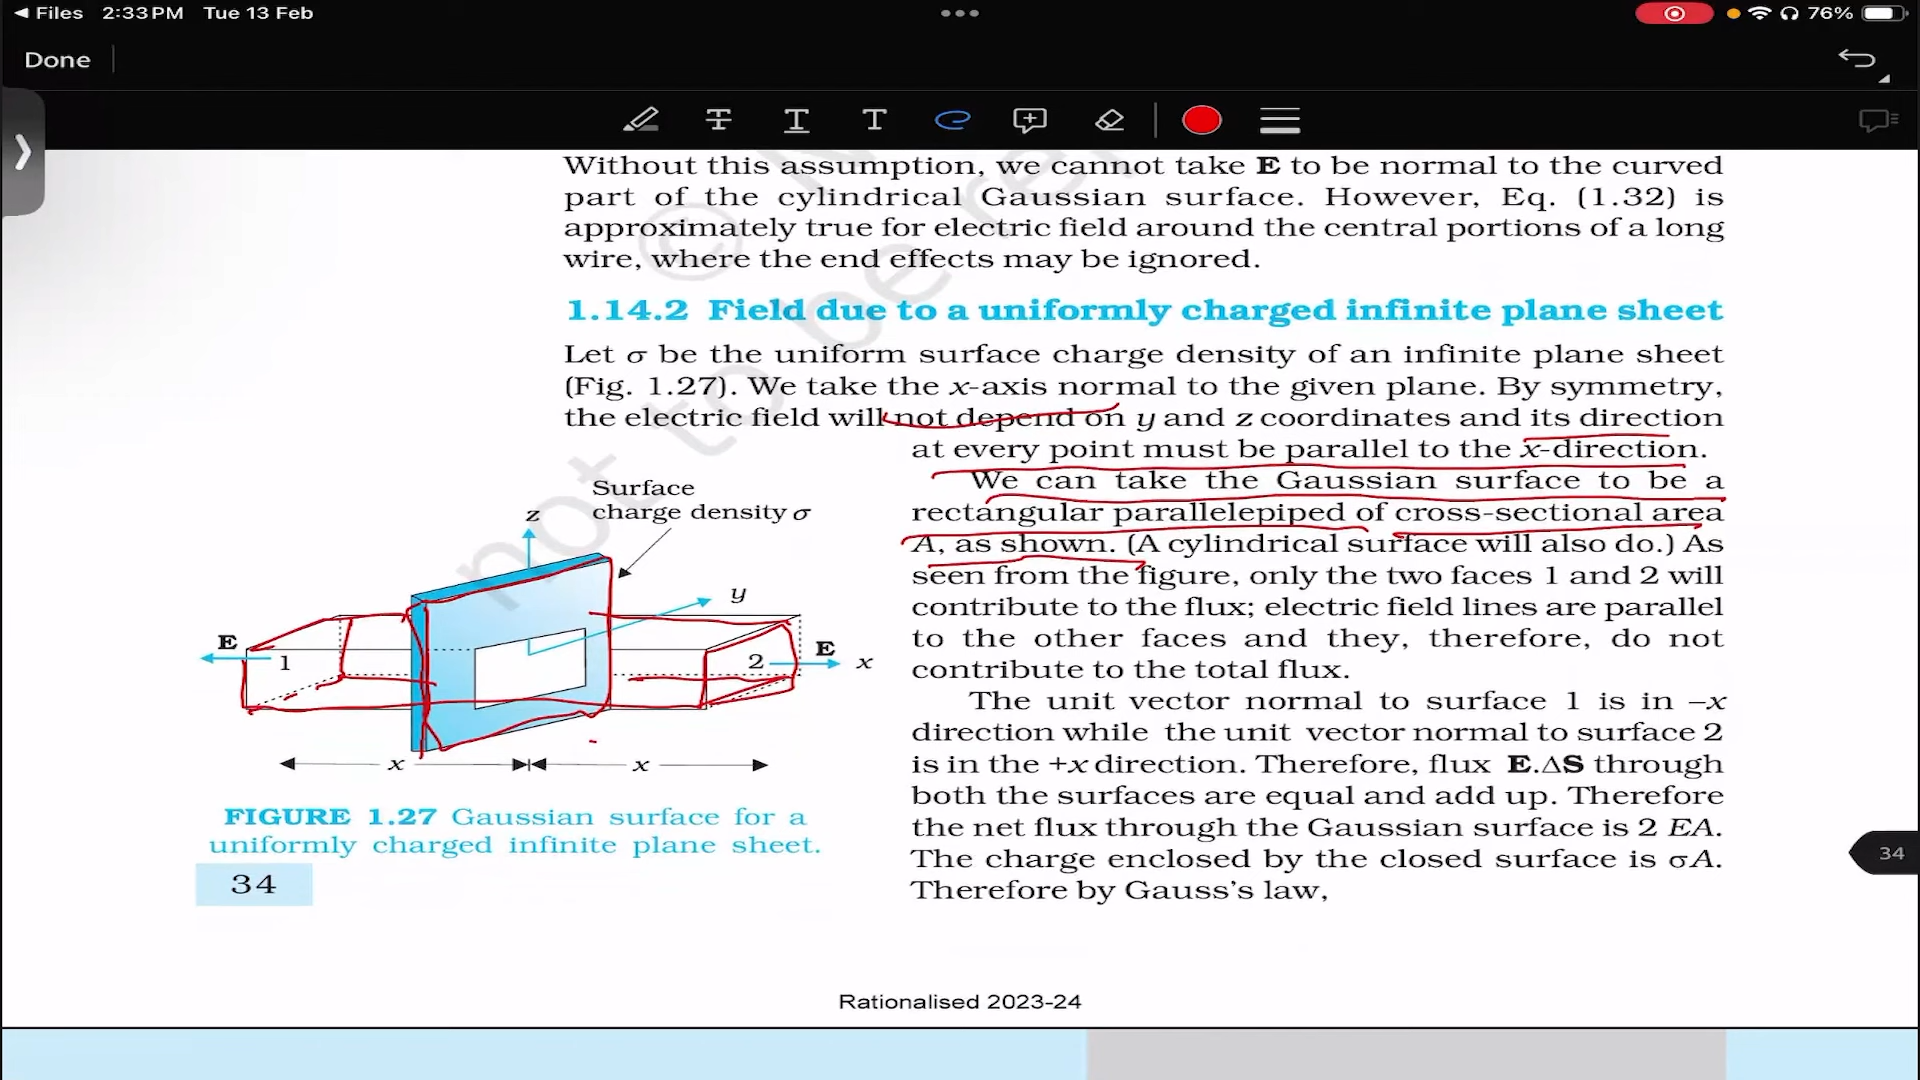 Files 2:33 PM Tue 13 Feb
76%
Done
T T T
Without this assumption, we cannot take E to be normal to the curved
part of the cylindrical Gaussian surface. However, Eq. (1.32) is
approximately true for electric field around the central portions of a long
wire, where the end effects may be ignored.
1.14.2 Field due to a uniformly charged infinite plane sheet
Let σ be the uniform surface charge density of an infinite plane sheet
(Fig. 1.27). We take the x-axis normal to the given plane. By symmetry,
the electric field will not depend on y and z coordinates and its direction
at every point must be parallel to the x-direction.
We can take the Gaussian surface to be a
rectangular parallelepiped of cross-sectional area
A, as shown. (A cylindrical surface will also do.) As
seen from the figure, only the two faces 1 and 2 will
contribute to the flux; electric field lines are parallel
to the other faces and they, therefore, do not
contribute to the total flux.
The unit vector normal to surface 1 is in –x
direction while the unit vector normal to surface 2
is in the +x direction. Therefore, flux E.ΔS through
both the surfaces are equal and add up. Therefore
the net flux through the Gaussian surface is 2 EA.
The charge enclosed by the closed surface is σA.
Therefore by Gauss's law,
Surface
charge density σ
z
y
E
1
2
E
x
x
x
FIGURE 1.27 Gaussian surface for a
uniformly charged infinite plane sheet.
34
34
Rationalised 2023-24
©
not to be re